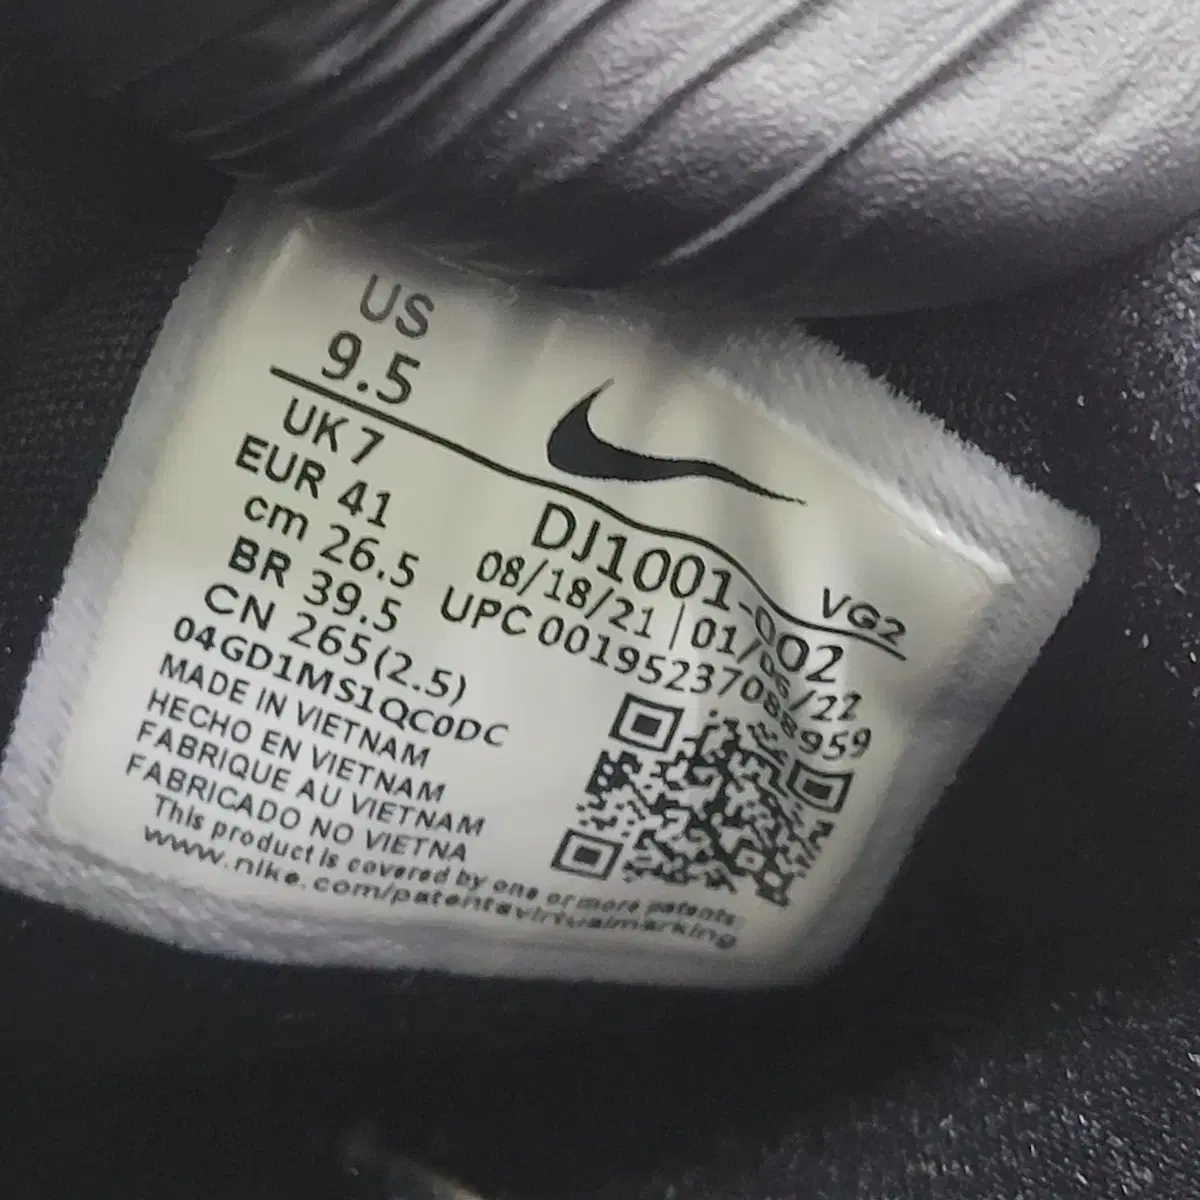 US
9.5
UK 7
EUR 41
cm 26.5
BR 39.5
CN 265(2.5)
04GD1MS1QC0DC
MADE IN VIETNAM
HECHO EN VIETNAM
FABRIQUE AU VIETNAM
FABRICADO NO VIETNA
This product is covered by one or more patents:
www.nike.com/patentsvirtualmarking
VG2
DJ1001-002
08/18/21 | 01/06/22
UPC 00195237088959